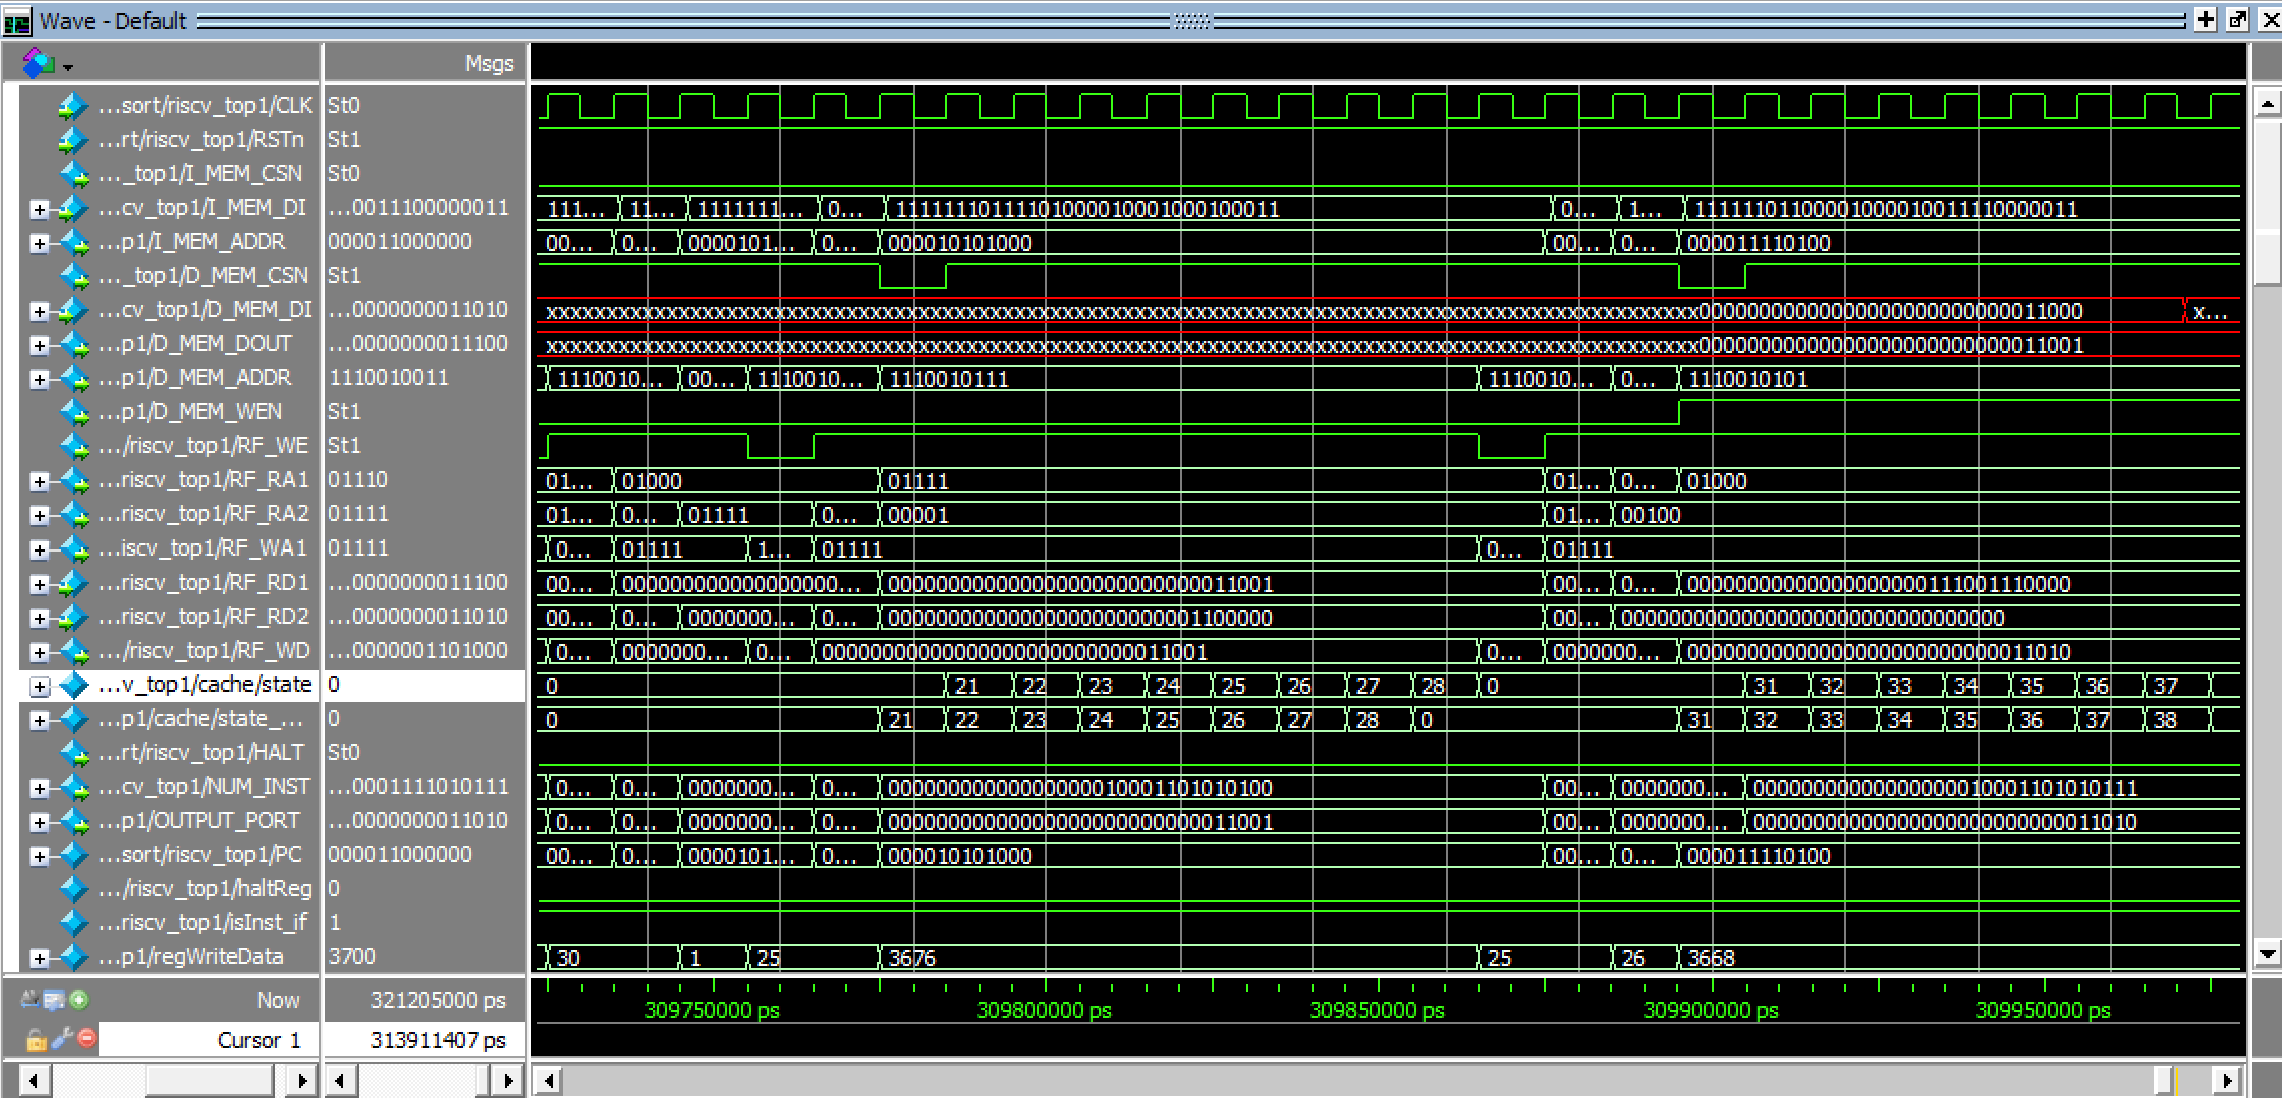 Wave - Default
Msgs
...sort/riscv_top1/CLK St0
...rt/riscv_top1/RSTn St1
..._top1/I_MEM_CSN St0
...cv_top1/I_MEM_DI ...0011100000011 111... 11... 1111111... 0... 11111110111101000010001000100011 0... 1... 11111101100001000010011110000011
...p1/I_MEM_ADDR 000011000000 00... 0... 0000101... 0... 000010101000 00... 0... 000011110100
..._top1/D_MEM_CSN St1
...cv_top1/D_MEM_DI ...0000000011010 00000000000000000000000000011000 x...
...p1/D_MEM_DOUT ...0000000011100 00000000000000000000000000011001
...p1/D_MEM_ADDR 1110010011 1110010... 00... 1110010... 1110010111 1110010... 0... 1110010101
...p1/D_MEM_WEN St1
.../riscv_top1/RF_WE St1
...riscv_top1/RF_RA1 01110 01... 01000 01111 01... 0... 01000
...riscv_top1/RF_RA2 01111 01... 0... 01111 0... 00001 01... 00100
...iscv_top1/RF_WA1 01111 0... 01111 1... 01111 0... 01111
...riscv_top1/RF_RD1 ...0000000011100 00... 000000000000000000... 00000000000000000000000000011001 00... 0... 00000000000000000000111001110000
...riscv_top1/RF_RD2 ...0000000011010 00... 0... 0000000... 0... 00000000000000000000000001100000 00... 00000000000000000000000000000000
.../riscv_top1/RF_WD ...0000001101000 0... 0000000... 0... 00000000000000000000000000011001 0... 0000000... 00000000000000000000000000011010
...v_top1/cache/state 0 0 21 22 23 24 25 26 27 28 0 31 32 33 34 35 36 37
...p1/cache/state_... 0 0 21 22 23 24 25 26 27 28 0 31 32 33 34 35 36 37 38
...rt/riscv_top1/HALT St0
...cv_top1/NUM_INST ...0001111010111 0... 0... 0000000... 0... 00000000000000000010001101010100 00... 0000000... 00000000000000000010001101010111
...p1/OUTPUT_PORT ...0000000011010 0... 0... 0000000... 0... 00000000000000000000000000011001 00... 0000000... 00000000000000000000000000011010
...sort/riscv_top1/PC 000011000000 00... 0... 0000101... 0... 000010101000 00... 0... 000011110100
.../riscv_top1/haltReg 0
...riscv_top1/isInst_if 1
...p1/regWriteData 3700 30 1 25 3676 25 26 3668
Now 321205000 ps 309750000 ps 309800000 ps 309850000 ps 309900000 ps 309950000 ps
Cursor 1 313911407 ps